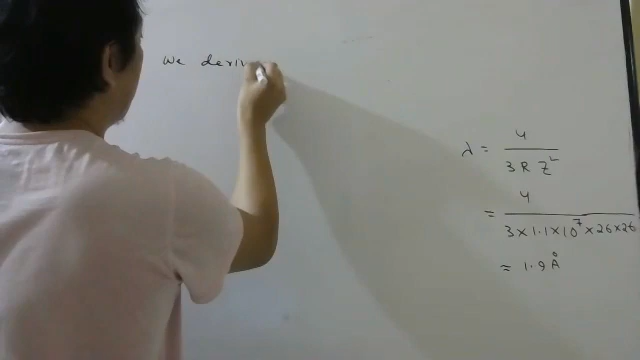 We deriv
λ = 4 / 3 R Z²
= 4 / 3 × 1.1 × 10⁷ × 26 × 26
≈ 1.9 Å